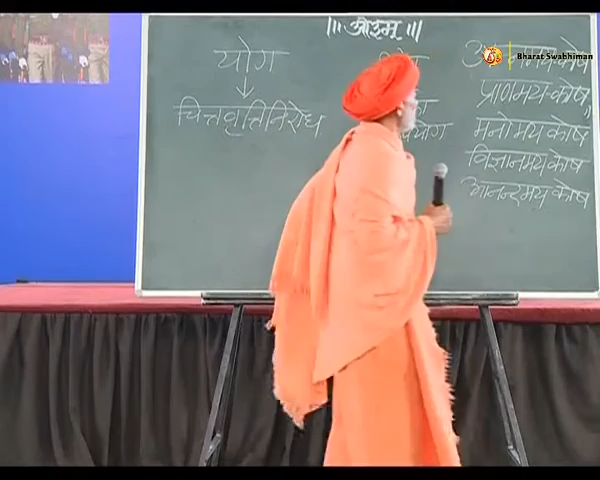 ॥ ओ३म् ॥
योग
↓
चित्तवृत्तिनिरोध
प्राणमय कोष
मनोमय कोष
विज्ञानमय कोष
आनन्दमय कोष
Bharat Swabhiman